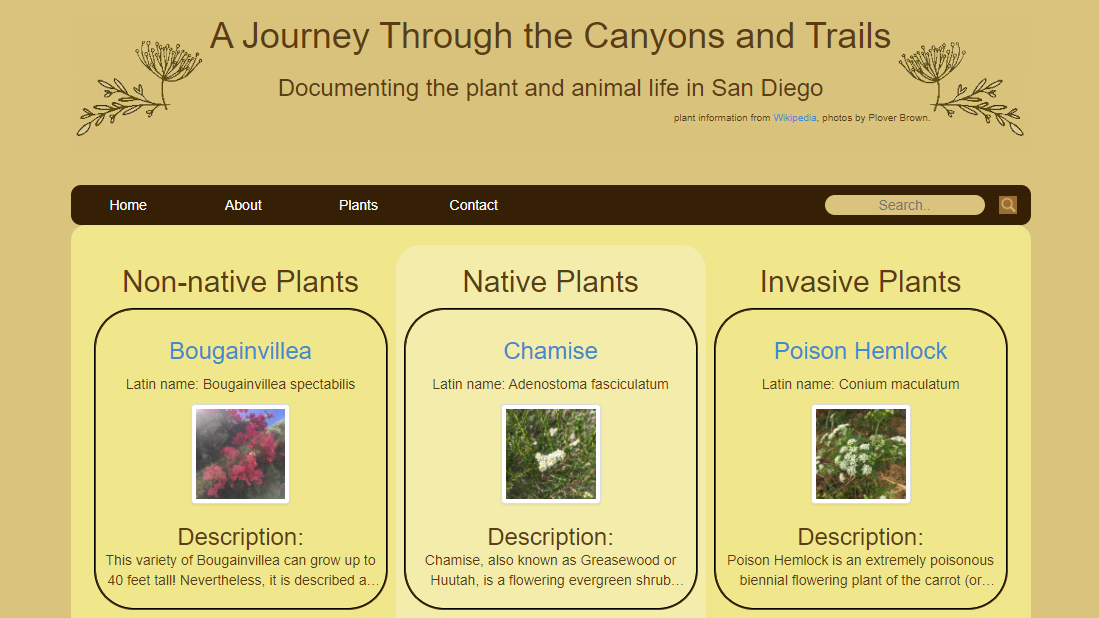 A Journey Through the Canyons and Trails
Documenting the plant and animal life in San Diego
plant information from Wikipedia, photos by Plover Brown.
Home About Plants Contact Search..
Non-native Plants
Bougainvillea
Latin name: Bougainvillea spectabilis
Description:
This variety of Bougainvillea can grow up to
40 feet tall! Nevertheless, it is described a...
Native Plants
Chamise
Latin name: Adenostoma fasciculatum
Description:
Chamise, also known as Greasewood or
Huutah, is a flowering evergreen shrub...
Invasive Plants
Poison Hemlock
Latin name: Conium maculatum
Description:
Poison Hemlock is an extremely poisonous
biennial flowering plant of the carrot (or...